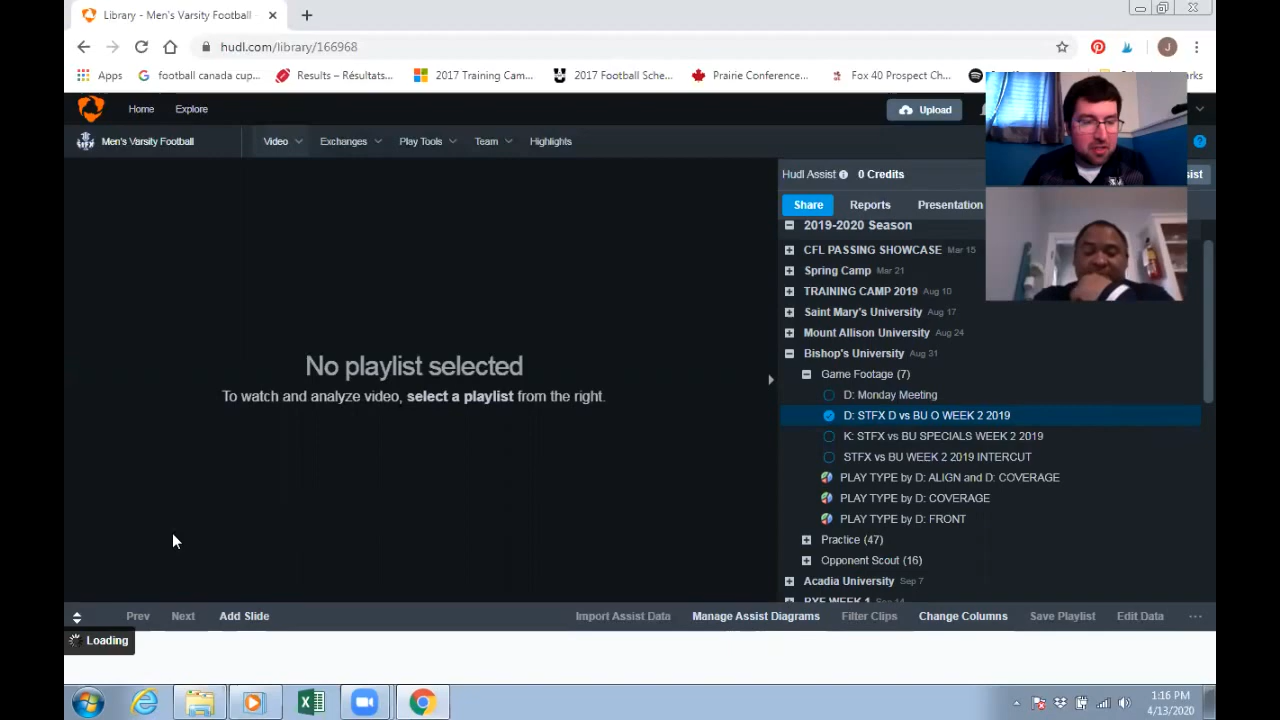 Library - Men's Varsity Football
hudl.com/library/166968
J
Apps
football canada cup...
Results – Résultats...
2017 Training Cam...
2017 Football Sche...
Prairie Conference...
Fox 40 Prospect Ch...
Home
Explore
Upload
Men's Varsity Football
Video
Exchanges
Play Tools
Team
Highlights
Hudl Assist
0 Credits
Share
Reports
Presentation
2019-2020 Season
CFL PASSING SHOWCASE Mar 15
Spring Camp Mar 21
TRAINING CAMP 2019 Aug 10
Saint Mary's University Aug 17
Mount Allison University Aug 24
Bishop's University Aug 31
Game Footage (7)
D: Monday Meeting
D: STFX D vs BU O WEEK 2 2019
K: STFX vs BU SPECIALS WEEK 2 2019
STFX vs BU WEEK 2 2019 INTERCUT
PLAY TYPE by D: ALIGN and D: COVERAGE
PLAY TYPE by D: COVERAGE
PLAY TYPE by D: FRONT
Practice (47)
Opponent Scout (16)
Acadia University Sep 7
No playlist selected
To watch and analyze video, select a playlist from the right.
Prev
Next
Add Slide
Import Assist Data
Manage Assist Diagrams
Filter Clips
Change Columns
Save Playlist
Edit Data
Loading
1:16 PM
4/13/2020